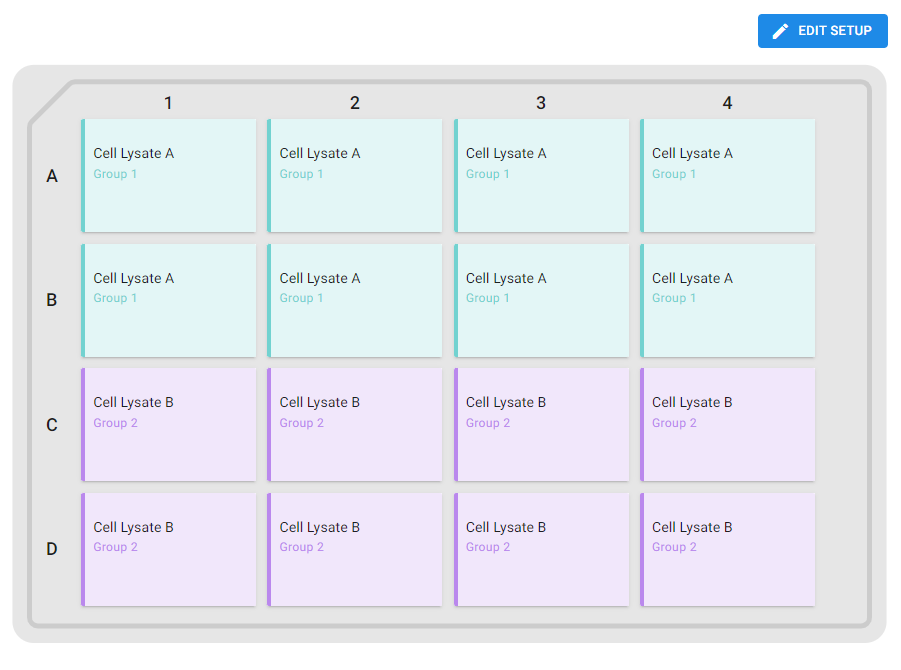 EDIT SETUP
1 2 3 4
A
Cell Lysate A Cell Lysate A Cell Lysate A Cell Lysate A
Group 1 Group 1 Group 1 Group 1
B
Cell Lysate A Cell Lysate A Cell Lysate A Cell Lysate A
Group 1 Group 1 Group 1 Group 1
C
Cell Lysate B Cell Lysate B Cell Lysate B Cell Lysate B
Group 2 Group 2 Group 2 Group 2
D
Cell Lysate B Cell Lysate B Cell Lysate B Cell Lysate B
Group 2 Group 2 Group 2 Group 2